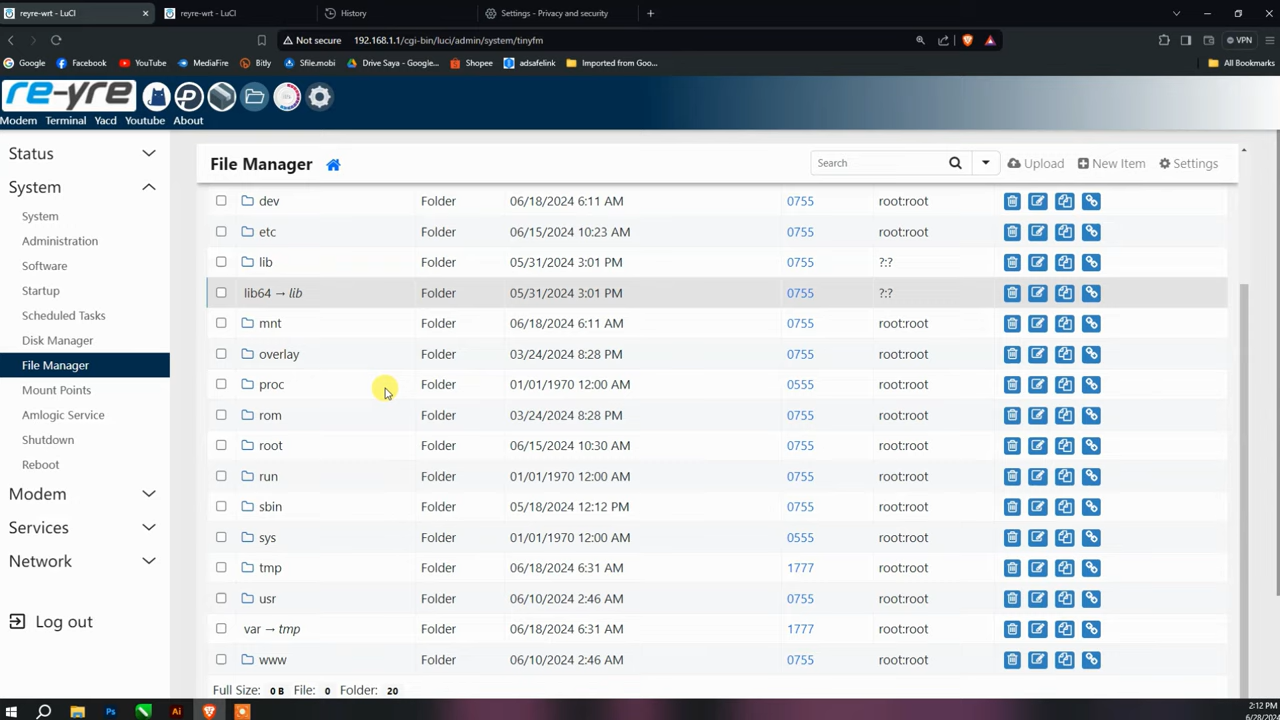 reyre-wrt - LuCI
reyre-wrt - LuCI
History
Settings - Privacy and security
Not secure 192.168.1.1/cgi-bin/luci/admin/system/tinyfm
VPN
Google Facebook YouTube MediaFire Bitly Sfile.mobi Drive Saya - Google... Shopee adsafelink Imported from Goo... All Bookmarks
re-yre
Modem Terminal Yacd Youtube About
Status
System
System
Administration
Software
Startup
Scheduled Tasks
Disk Manager
File Manager
Mount Points
Amlogic Service
Shutdown
Reboot
Modem
Services
Network
Log out
File Manager Search Upload New Item Settings
dev Folder 06/18/2024 6:11 AM 0755 root:root
etc Folder 06/15/2024 10:23 AM 0755 root:root
lib Folder 05/31/2024 3:01 PM 0755 ?:?
lib64 → lib Folder 05/31/2024 3:01 PM 0755 ?:?
mnt Folder 06/18/2024 6:11 AM 0755 root:root
overlay Folder 03/24/2024 8:28 PM 0755 root:root
proc Folder 01/01/1970 12:00 AM 0555 root:root
rom Folder 03/24/2024 8:28 PM 0755 root:root
root Folder 06/15/2024 10:30 AM 0755 root:root
run Folder 01/01/1970 12:00 AM 0755 root:root
sbin Folder 05/18/2024 12:12 PM 0755 root:root
sys Folder 01/01/1970 12:00 AM 0555 root:root
tmp Folder 06/18/2024 6:31 AM 1777 root:root
usr Folder 06/10/2024 2:46 AM 0755 root:root
var → tmp Folder 06/18/2024 6:31 AM 1777 root:root
www Folder 06/10/2024 2:46 AM 0755 root:root
Full Size: 0 B File: 0 Folder: 20
Ps
Ai
2:12 PM